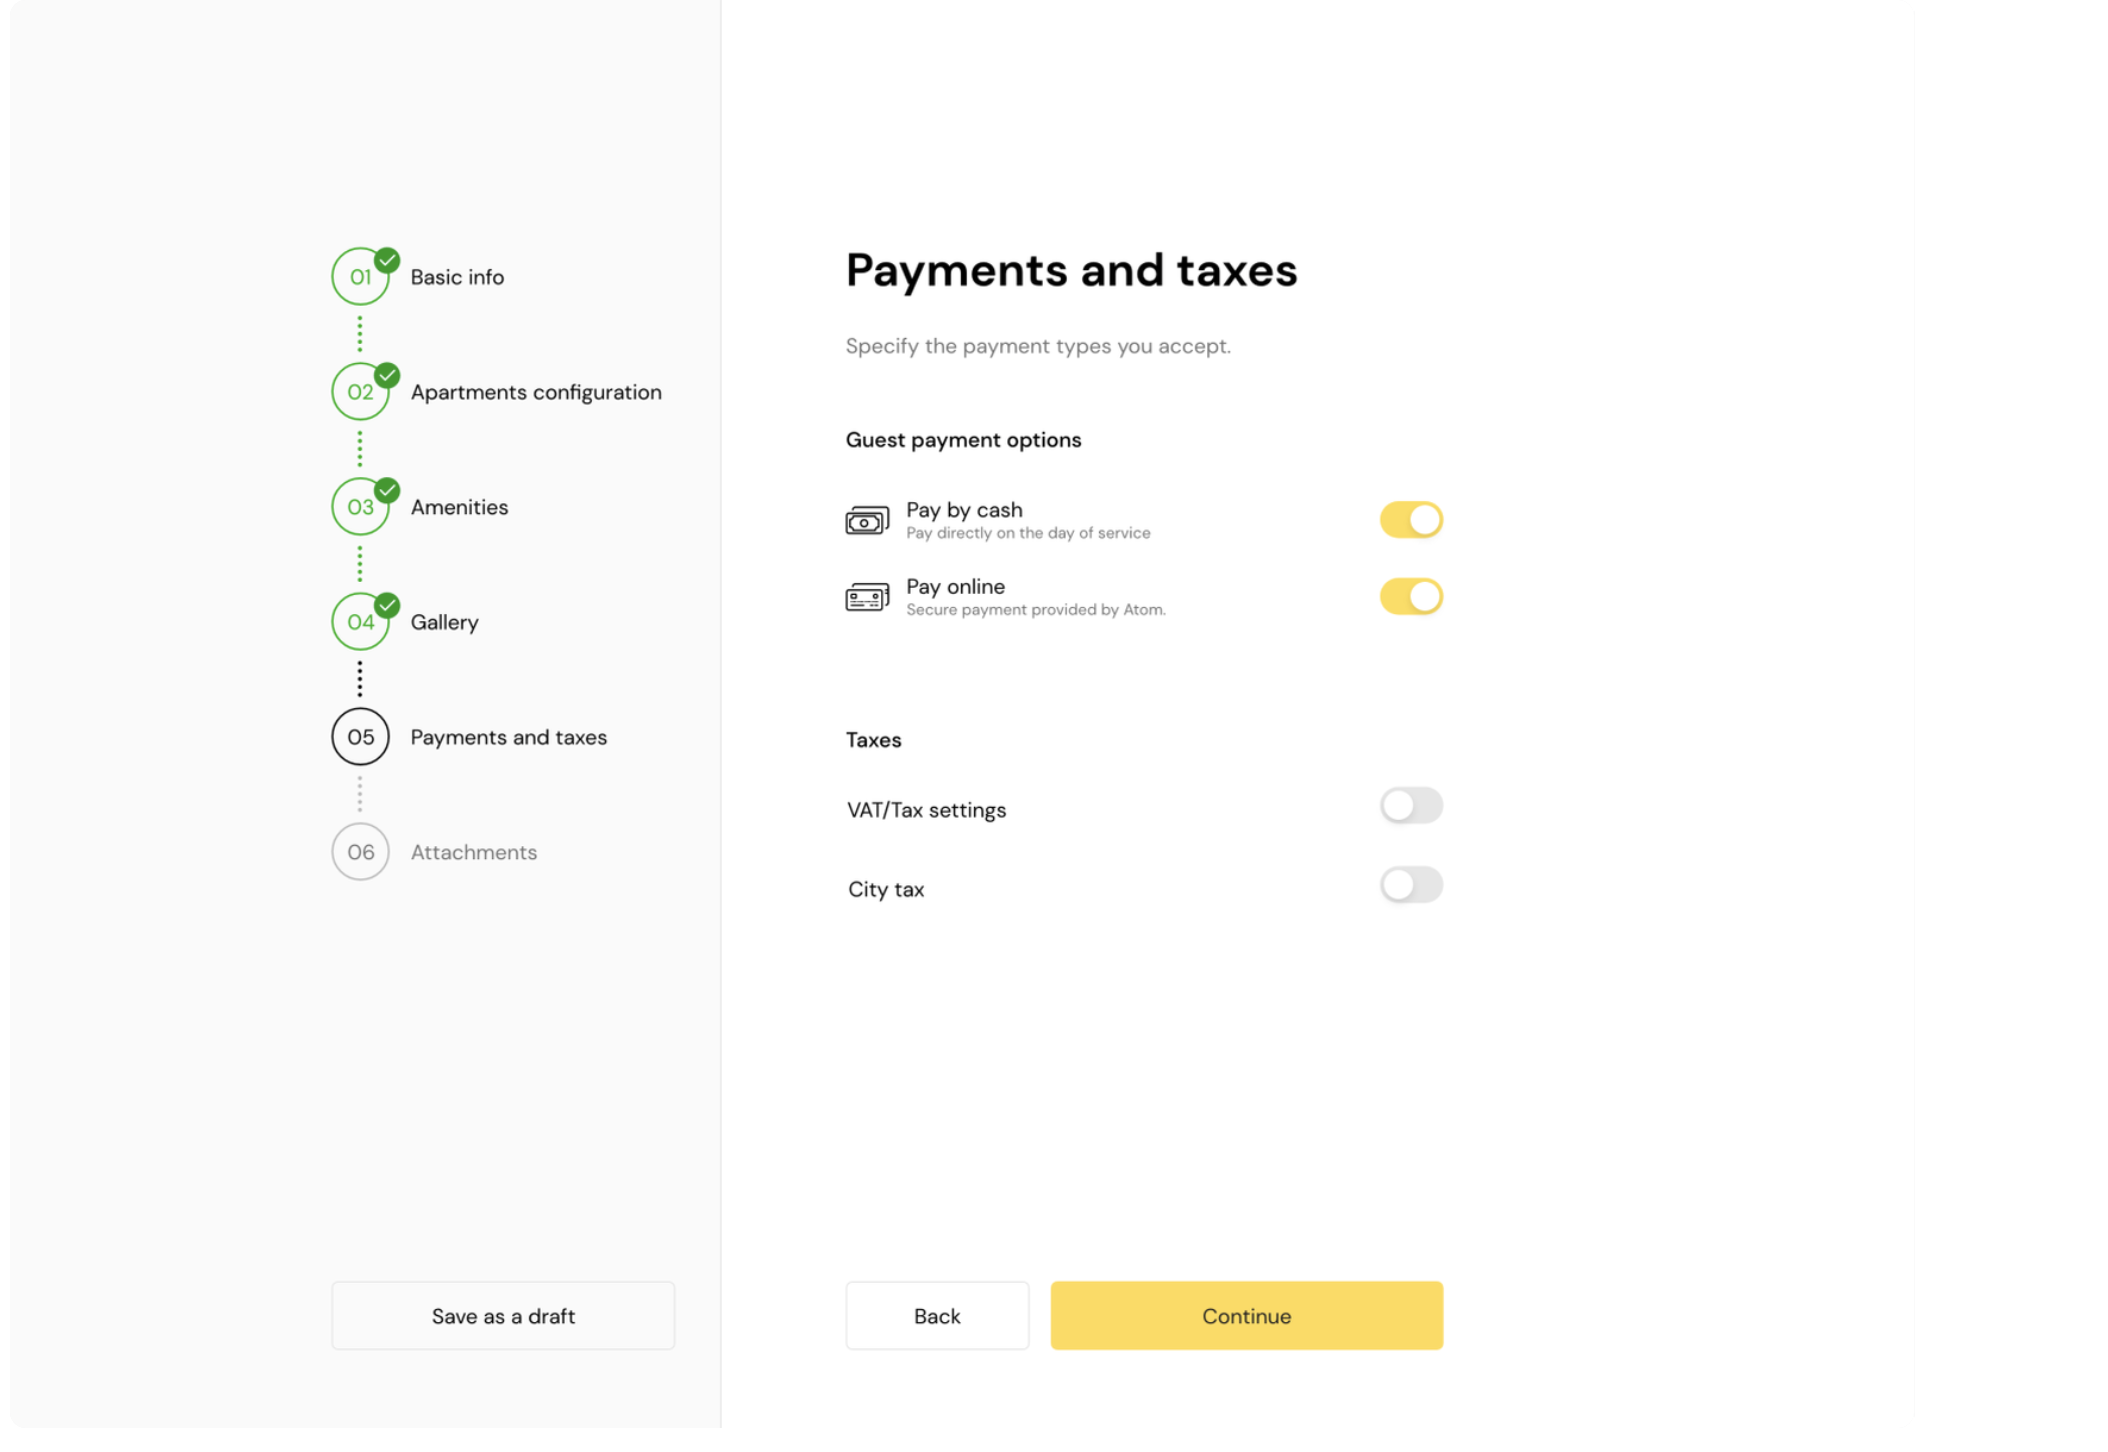 01 Basic info
02 Apartments configuration
03 Amenities
04 Gallery
05 Payments and taxes
06 Attachments
Save as a draft
Payments and taxes
Specify the payment types you accept.
Guest payment options
Pay by cash
Pay directly on the day of service
Pay online
Secure payment provided by Atom.
Taxes
VAT/Tax settings
City tax
Back
Continue